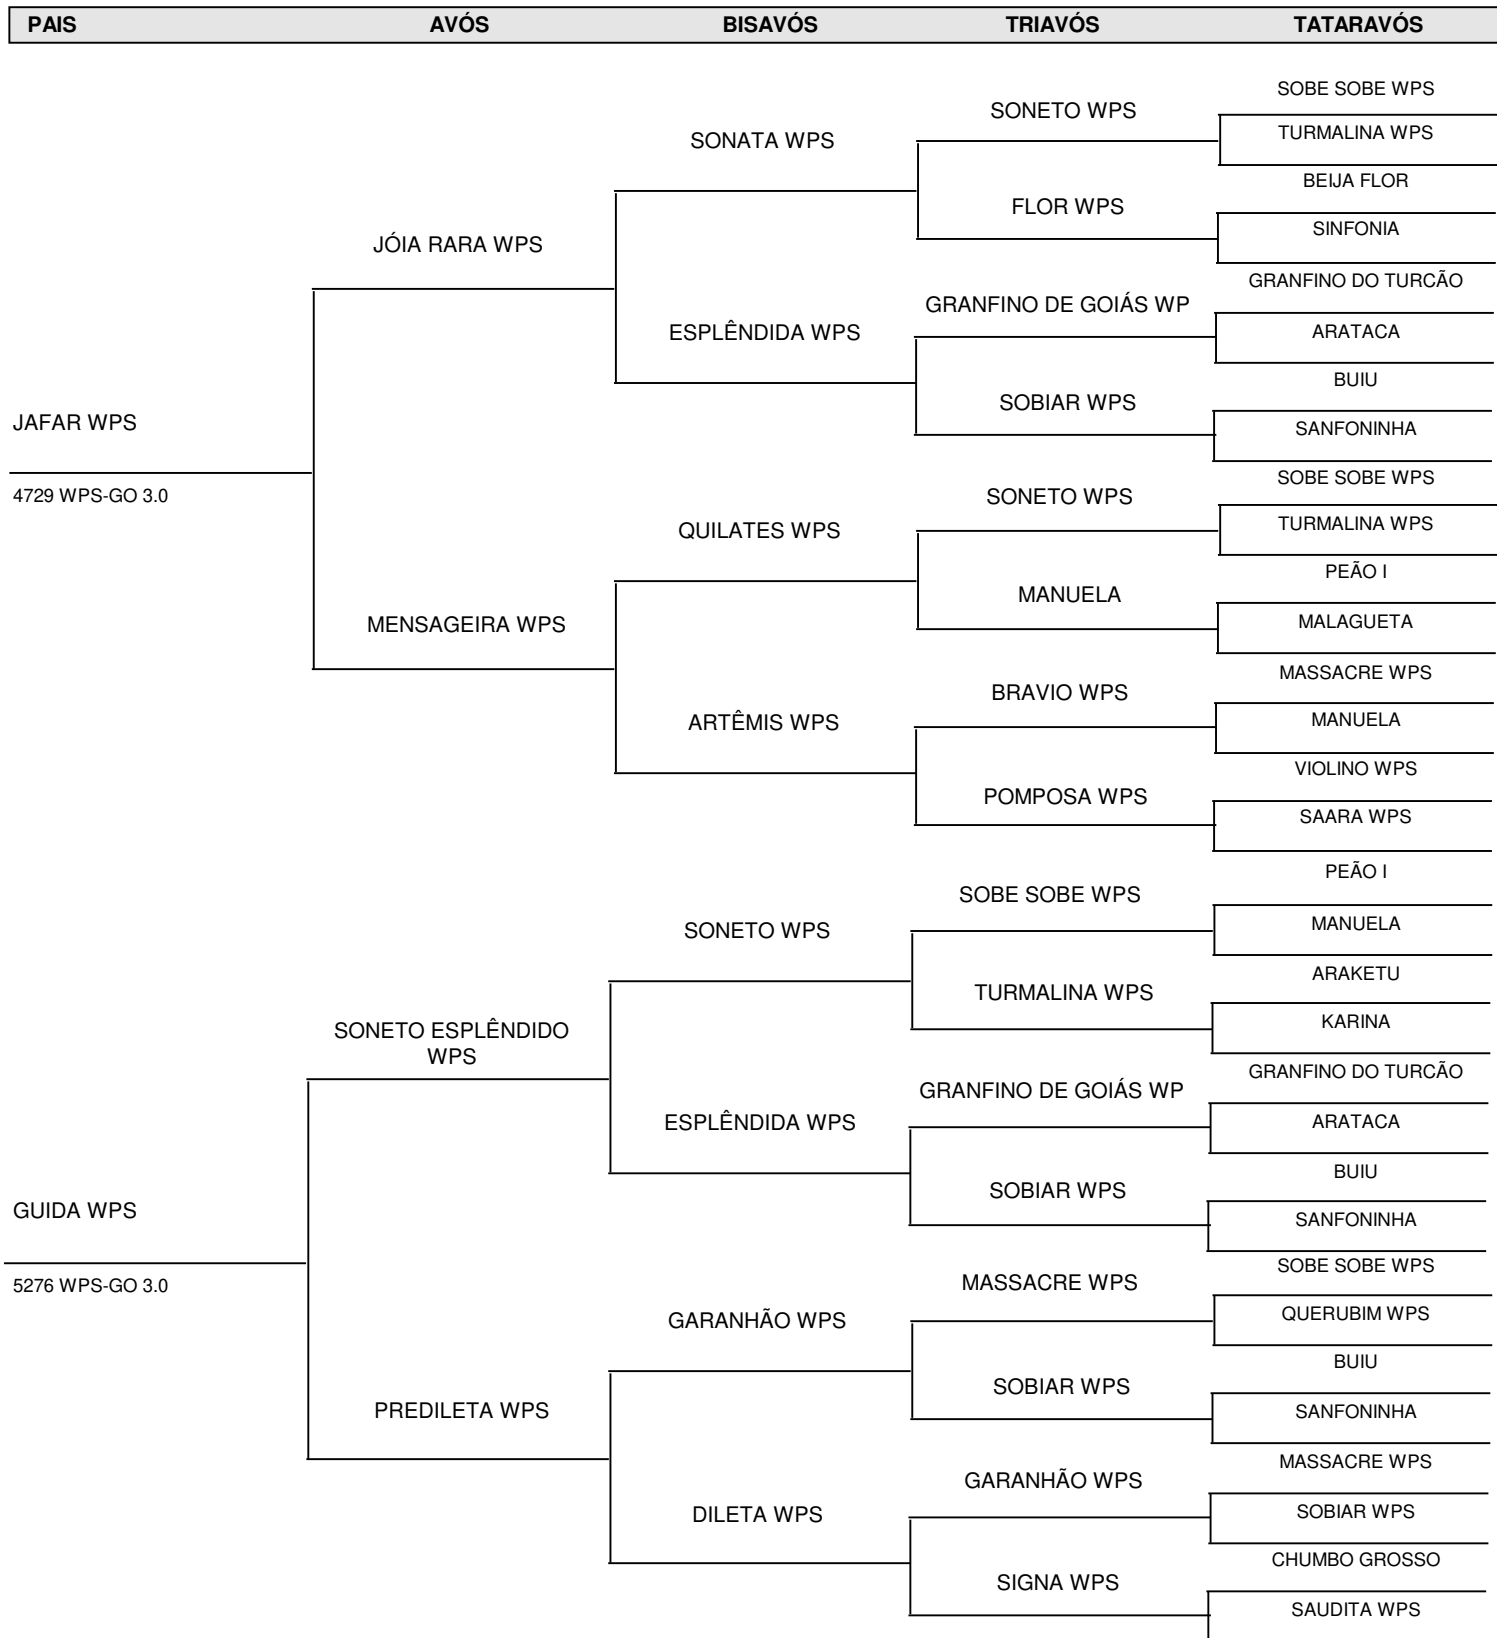 PAIS AVÓS BISAVÓS TRIAVÓS TATARAVÓS
SOBE SOBE WPS
SONETO WPS
TURMALINA WPS
SONATA WPS
BEIJA FLOR
FLOR WPS
SINFONIA
JÓIA RARA WPS
GRANFINO DO TURCÃO
GRANFINO DE GOIÁS WP
ARATACA
ESPLÊNDIDA WPS
BUIU
SOBIAR WPS
SANFONINHA
JAFAR WPS
4729 WPS-GO 3.0
SOBE SOBE WPS
SONETO WPS
TURMALINA WPS
QUILATES WPS
PEÃO I
MANUELA
MALAGUETA
MENSAGEIRA WPS
MASSACRE WPS
BRAVIO WPS
MANUELA
ARTÊMIS WPS
VIOLINO WPS
POMPOSA WPS
SAARA WPS
PEÃO I
SOBE SOBE WPS
MANUELA
SONETO WPS
ARAKETU
TURMALINA WPS
KARINA
SONETO ESPLÊNDIDO
WPS
GRANFINO DO TURCÃO
GRANFINO DE GOIÁS WP
ARATACA
ESPLÊNDIDA WPS
BUIU
SOBIAR WPS
SANFONINHA
GUIDA WPS
5276 WPS-GO 3.0
SOBE SOBE WPS
MASSACRE WPS
QUERUBIM WPS
GARANHÃO WPS
BUIU
SOBIAR WPS
SANFONINHA
PREDILETA WPS
MASSACRE WPS
GARANHÃO WPS
SOBIAR WPS
DILETA WPS
CHUMBO GROSSO
SIGNA WPS
SAUDITA WPS